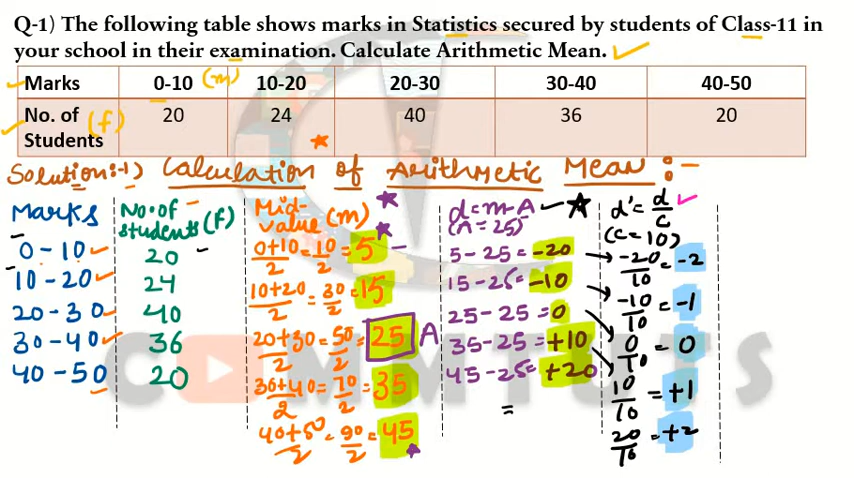 Q-1) The following table shows marks in Statistics secured by students of Class-11 in
your school in their examination. Calculate Arithmetic Mean.
Marks 0-10 (m) 10-20 20-30 30-40 40-50
No. of Students (f) 20 24 40 36 20
Solution:-1) Calculation of Arithmetic Mean:-
Marks
0-10
10-20
20-30
30-40
40-50
No. of
students (f)
20
24
40
36
20
Mid-
value (m)
0+10/2 = 10/2 = 5
10+20/2 = 30/2 = 15
20+30/2 = 50/2 = 25 A
30+40/2 = 70/2 = 35
40+50/2 = 90/2 = 45
d=m-A
(A=25)
5-25=-20
15-25=-10
25-25=0
35-25=+10
45-25=+20
=
d'=d/c
(C=10)
-20/10=-2
-10/10=-1
0/10=0
10/10=+1
20/10=+2